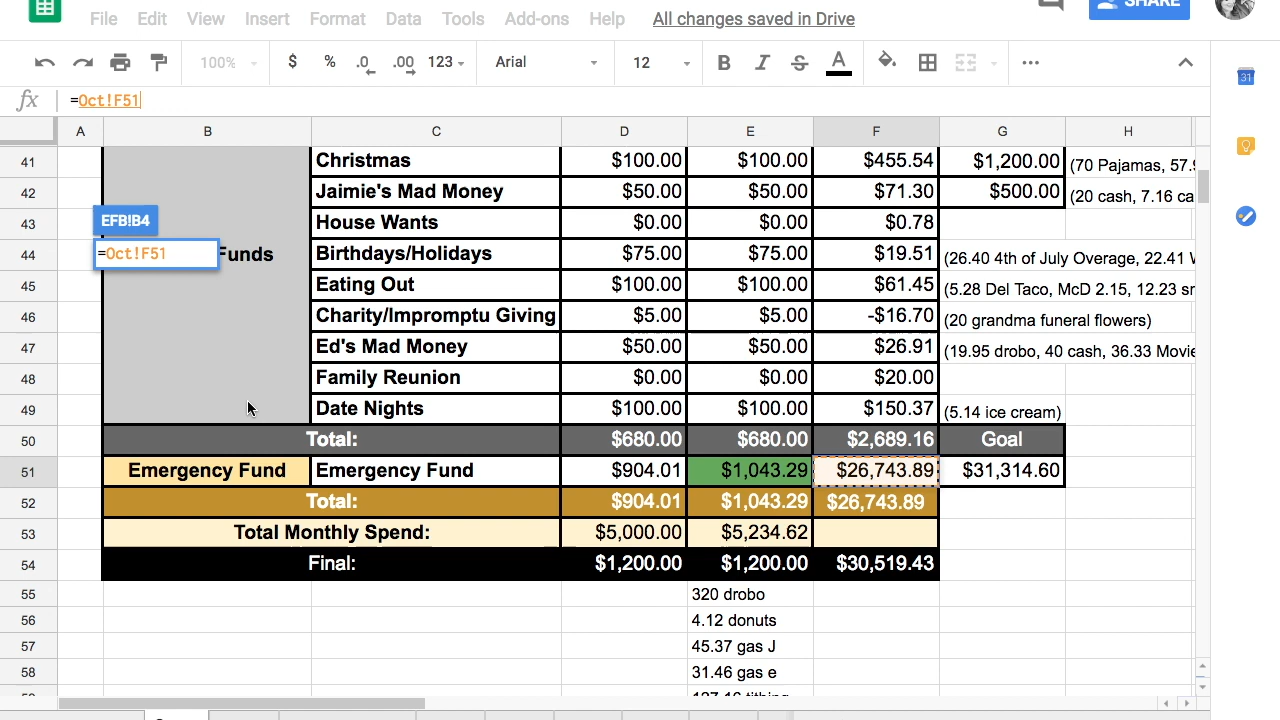 File Edit View Insert Format Data Tools Add-ons Help All changes saved in Drive SHARE
100% $ % .0 .00 123 Arial 12 B I S A
fx =Oct!F51
A B C D E F G H
41 Christmas $100.00 $100.00 $455.54 $1,200.00 (70 Pajamas, 57.9
42 Jaimie's Mad Money $50.00 $50.00 $71.30 $500.00 (20 cash, 7.16 ca
EFB!B4
43 House Wants $0.00 $0.00 $0.78
=Oct!F51
44 Funds Birthdays/Holidays $75.00 $75.00 $19.51 (26.40 4th of July Overage, 22.41
45 Eating Out $100.00 $100.00 $61.45 (5.28 Del Taco, McD 2.15, 12.23
46 Charity/Impromptu Giving $5.00 $5.00 -$16.70 (20 grandma funeral flowers)
47 Ed's Mad Money $50.00 $50.00 $26.91 (19.95 drobo, 40 cash, 36.33 Movie
48 Family Reunion $0.00 $0.00 $20.00
49 Date Nights $100.00 $100.00 $150.37 (5.14 ice cream)
50 Total: $680.00 $680.00 $2,689.16 Goal
51 Emergency Fund Emergency Fund $904.01 $1,043.29 $26,743.89 $31,314.60
52 Total: $904.01 $1,043.29 $26,743.89
53 Total Monthly Spend: $5,000.00 $5,234.62
54 Final: $1,200.00 $1,200.00 $30,519.43
55 320 drobo
56 4.12 donuts
57 45.37 gas J
58 31.46 gas e
31